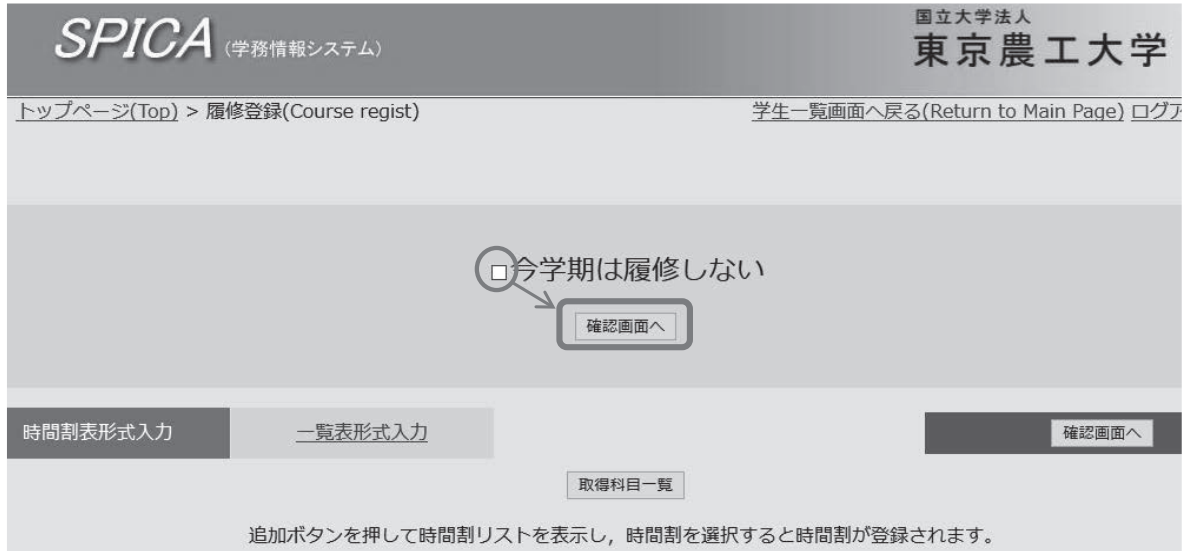 SPICA (学務情報システム)
国立大学法人
東京農工大学
トップページ(Top) > 履修登録(Course regist)
学生一覧画面へ戻る(Return to Main Page) ログア
今学期は履修しない
確認画面へ
時間割表形式入力
一覧表形式入力
確認画面へ
取得科目一覧
追加ボタンを押して時間割リストを表示し，時間割を選択すると時間割が登録されます。